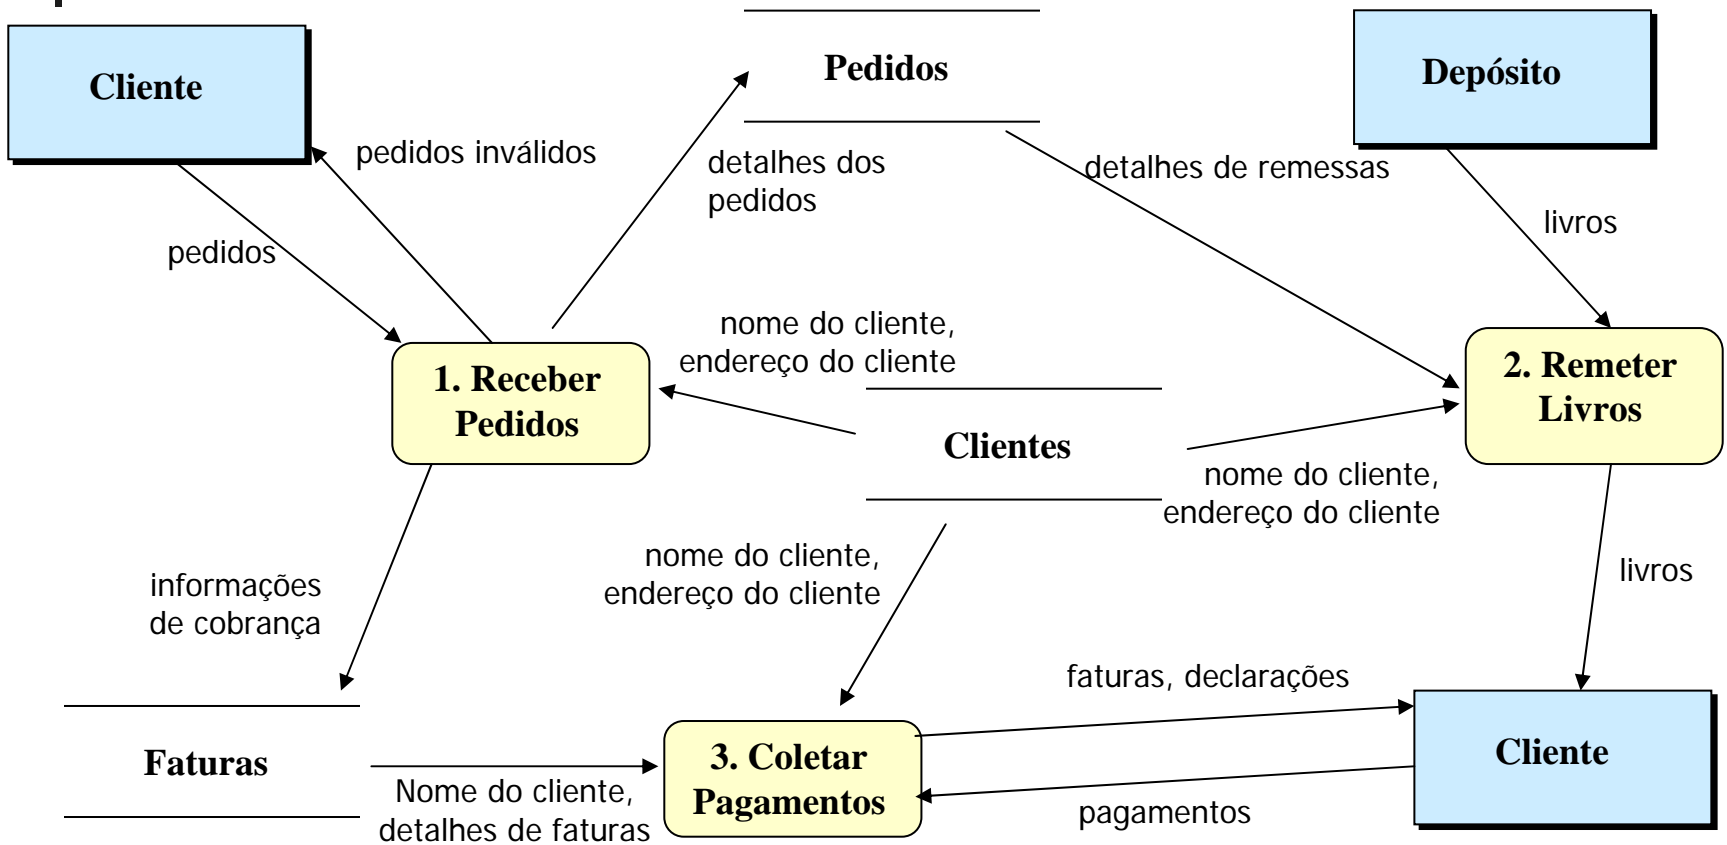 Cliente
Pedidos
Depósito
pedidos inválidos
detalhes dos
pedidos
detalhes de remessas
livros
pedidos
nome do cliente,
endereço do cliente
1. Receber
Pedidos
2. Remeter
Livros
Clientes
nome do cliente,
endereço do cliente
nome do cliente,
endereço do cliente
informações
de cobrança
livros
faturas, declarações
Faturas
3. Coletar
Pagamentos
Cliente
Nome do cliente,
detalhes de faturas
pagamentos